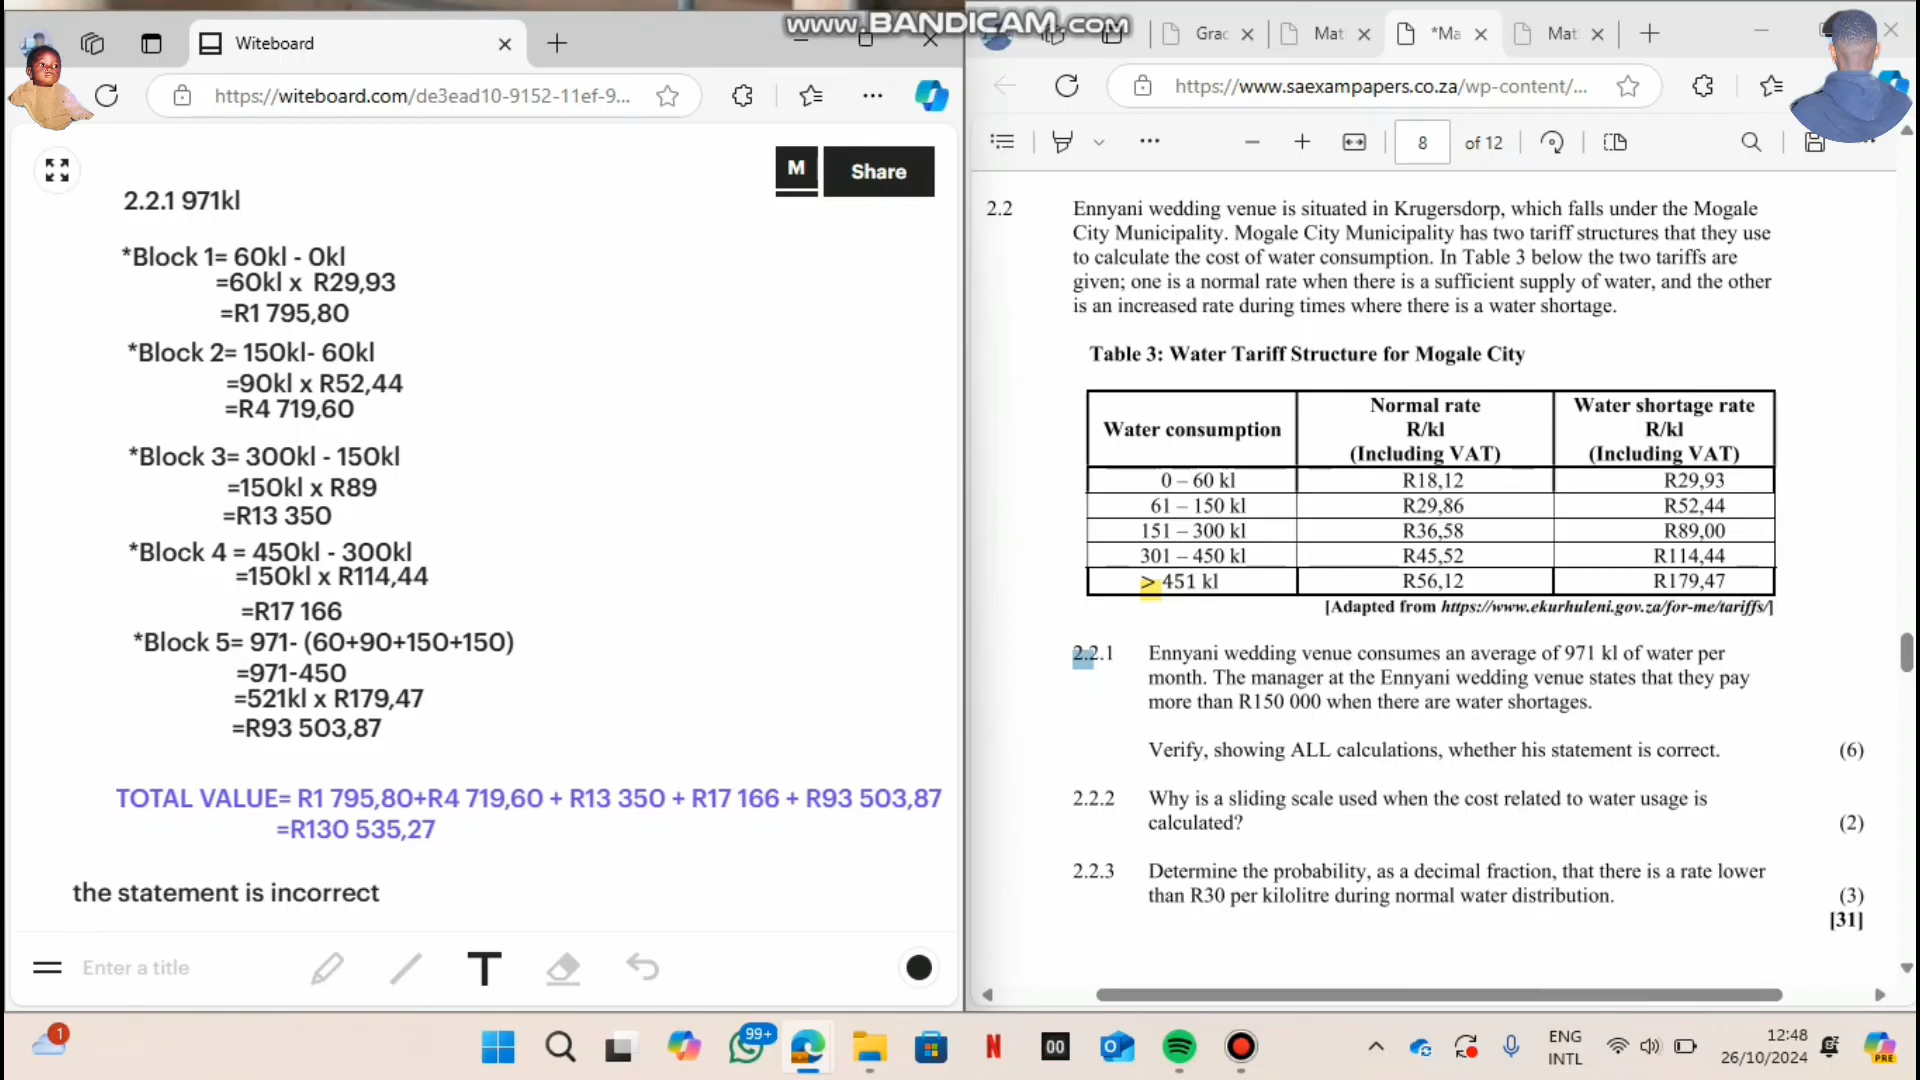 www.BANDICAM.com
Witeboard
https://witeboard.com/de3ead10-9152-11ef-9...
M
Share
2.2.1 971kl
*Block 1= 60kl - 0kl
=60kl x R29,93
=R1 795,80
*Block 2= 150kl- 60kl
=90kl x R52,44
=R4 719,60
*Block 3= 300kl - 150kl
=150kl x R89
=R13 350
*Block 4 = 450kl - 300kl
=150kl x R114,44
=R17 166
*Block 5= 971- (60+90+150+150)
=971-450
=521kl x R179,47
=R93 503,87
TOTAL VALUE= R1 795,80+R4 719,60 + R13 350 + R17 166 + R93 503,87
=R130 535,27
the statement is incorrect
Enter a title
T
Grac
Mat
*Ma
Mat
https://www.saexampapers.co.za/wp-content/...
8 of 12
2.2 Ennyani wedding venue is situated in Krugersdorp, which falls under the Mogale
City Municipality. Mogale City Municipality has two tariff structures that they use
to calculate the cost of water consumption. In Table 3 below the two tariffs are
given; one is a normal rate when there is a sufficient supply of water, and the other
is an increased rate during times where there is a water shortage.
Table 3: Water Tariff Structure for Mogale City
Water consumption Normal rate R/kl (Including VAT) Water shortage rate R/kl (Including VAT)
0 – 60 kl R18,12 R29,93
61 – 150 kl R29,86 R52,44
151 – 300 kl R36,58 R89,00
301 – 450 kl R45,52 R114,44
> 451 kl R56,12 R179,47
[Adapted from https://www.ekurhuleni.gov.za/for-me/tariffs/]
2.2.1 Ennyani wedding venue consumes an average of 971 kl of water per
month. The manager at the Ennyani wedding venue states that they pay
more than R150 000 when there are water shortages.
Verify, showing ALL calculations, whether his statement is correct. (6)
2.2.2 Why is a sliding scale used when the cost related to water usage is
calculated? (2)
2.2.3 Determine the probability, as a decimal fraction, that there is a rate lower
than R30 per kilolitre during normal water distribution. (3)
[31]
1
99+
N
00
ENG
INTL
12:48
26/10/2024
PRE